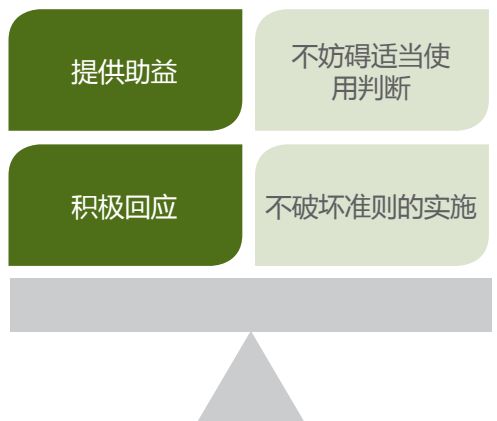 提供助益
不妨碍适当使
用判断
积极回应
不破坏准则的实施